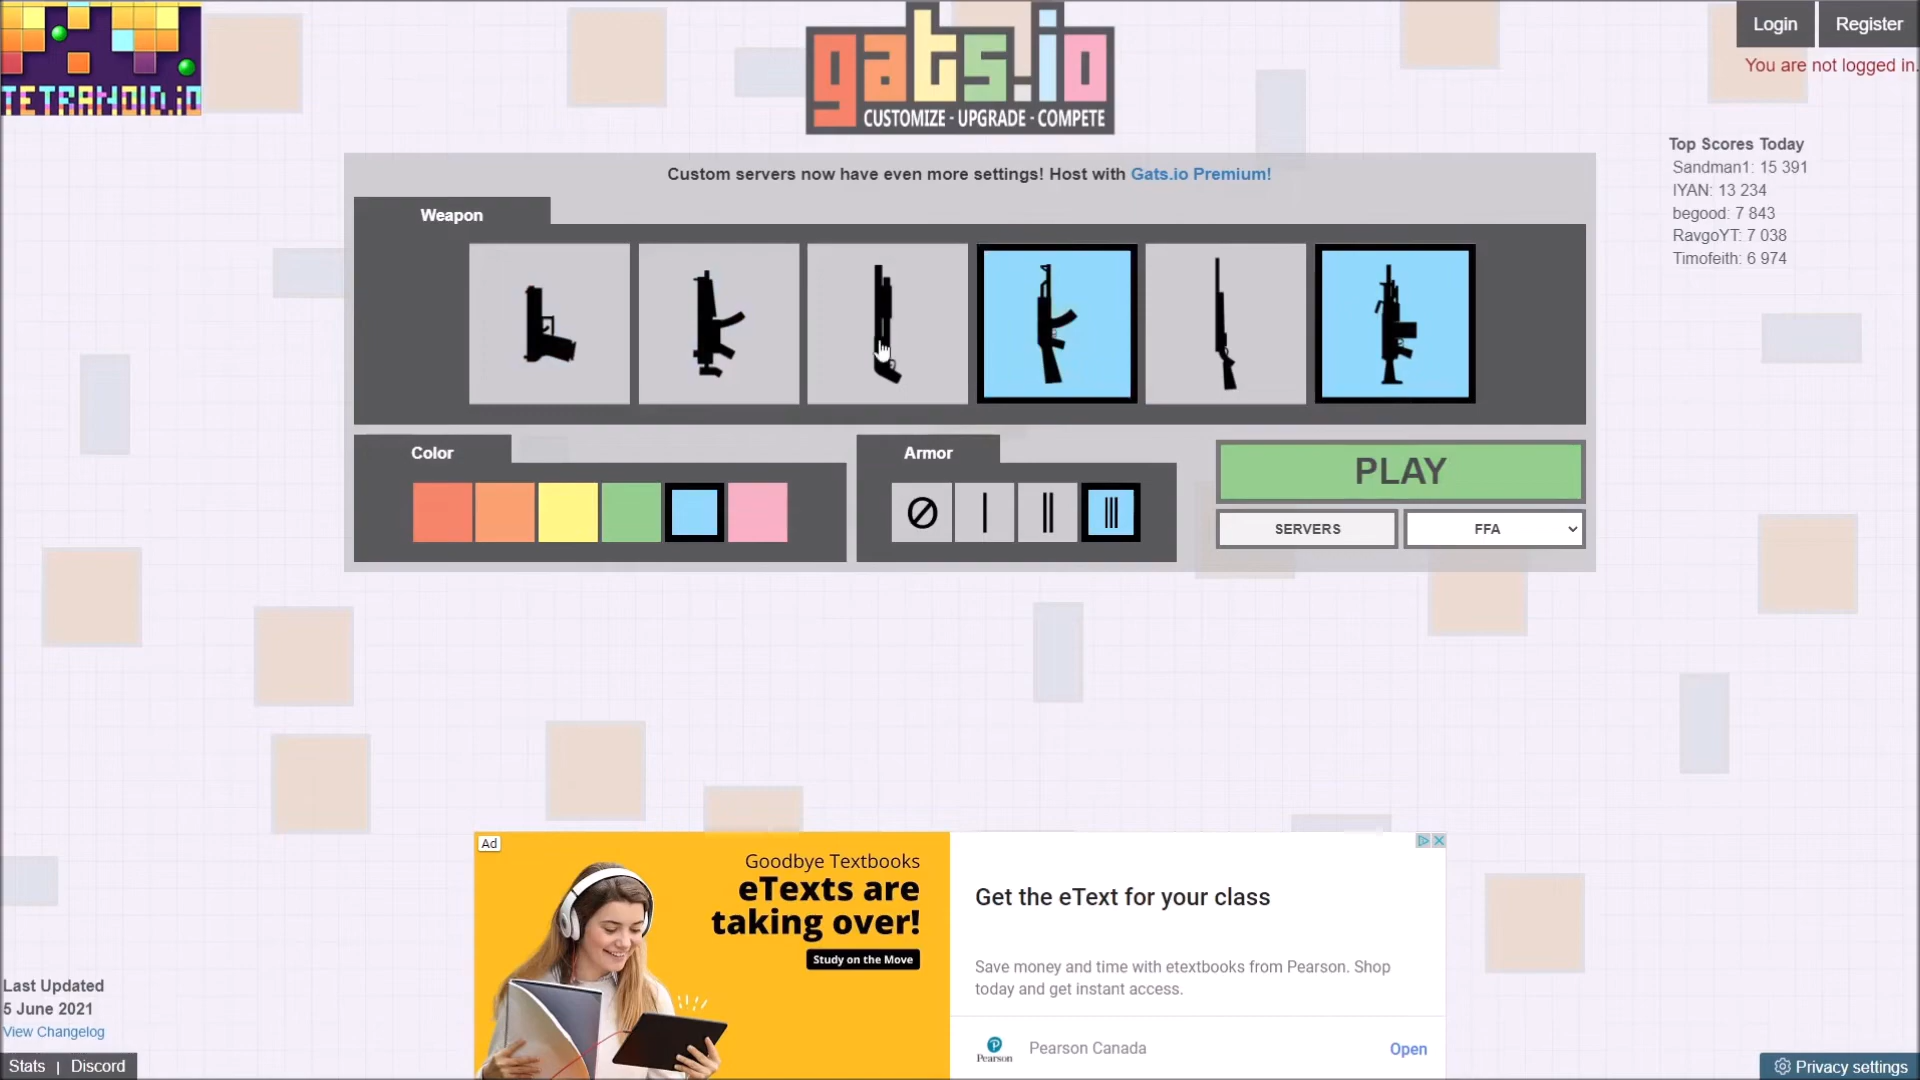 TETRANOID.iO
gats.io
CUSTOMIZE - UPGRADE - COMPETE
Login
Register
You are not logged in.
Top Scores Today
Sandman1: 15 391
IYAN: 13 234
begood: 7 843
RavgoYT: 7 038
Timofeith: 6 974
Custom servers now have even more settings! Host with Gats.io Premium!
Weapon
Color
Armor
PLAY
SERVERS
FFA
Ad
Goodbye Textbooks
eTexts are
taking over!
Study on the Move
Get the eText for your class
Save money and time with etextbooks from Pearson. Shop
today and get instant access.
Pearson
Pearson Canada
Open
Last Updated
5 June 2021
View Changelog
Stats | Discord
Privacy settings